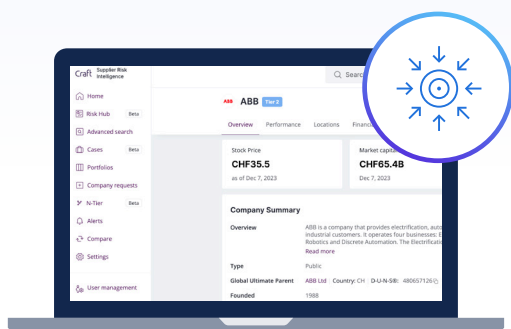 Craft Supplier Risk
Intelligence
Home
Risk Hub Beta
Advanced search
Cases Beta
Portfolios
Company requests
N-Tier Beta
Alerts
Compare
Settings
User management
Search
ABB ABB Tier 2
Overview Performance Locations
Stock Price
CHF35.5
as of Dec 7, 2023
Market
CHF65.4B
Dec 7, 2023
Company Summary
Overview ABB is a company that provides electrification,
industrial customers. It operates four businesses:
Robotics and Discrete Automation. The
Read more
Type Public
Global Ultimate Parent ABB Ltd Country: CH D-U-N-S®: 480657126
Founded 1988